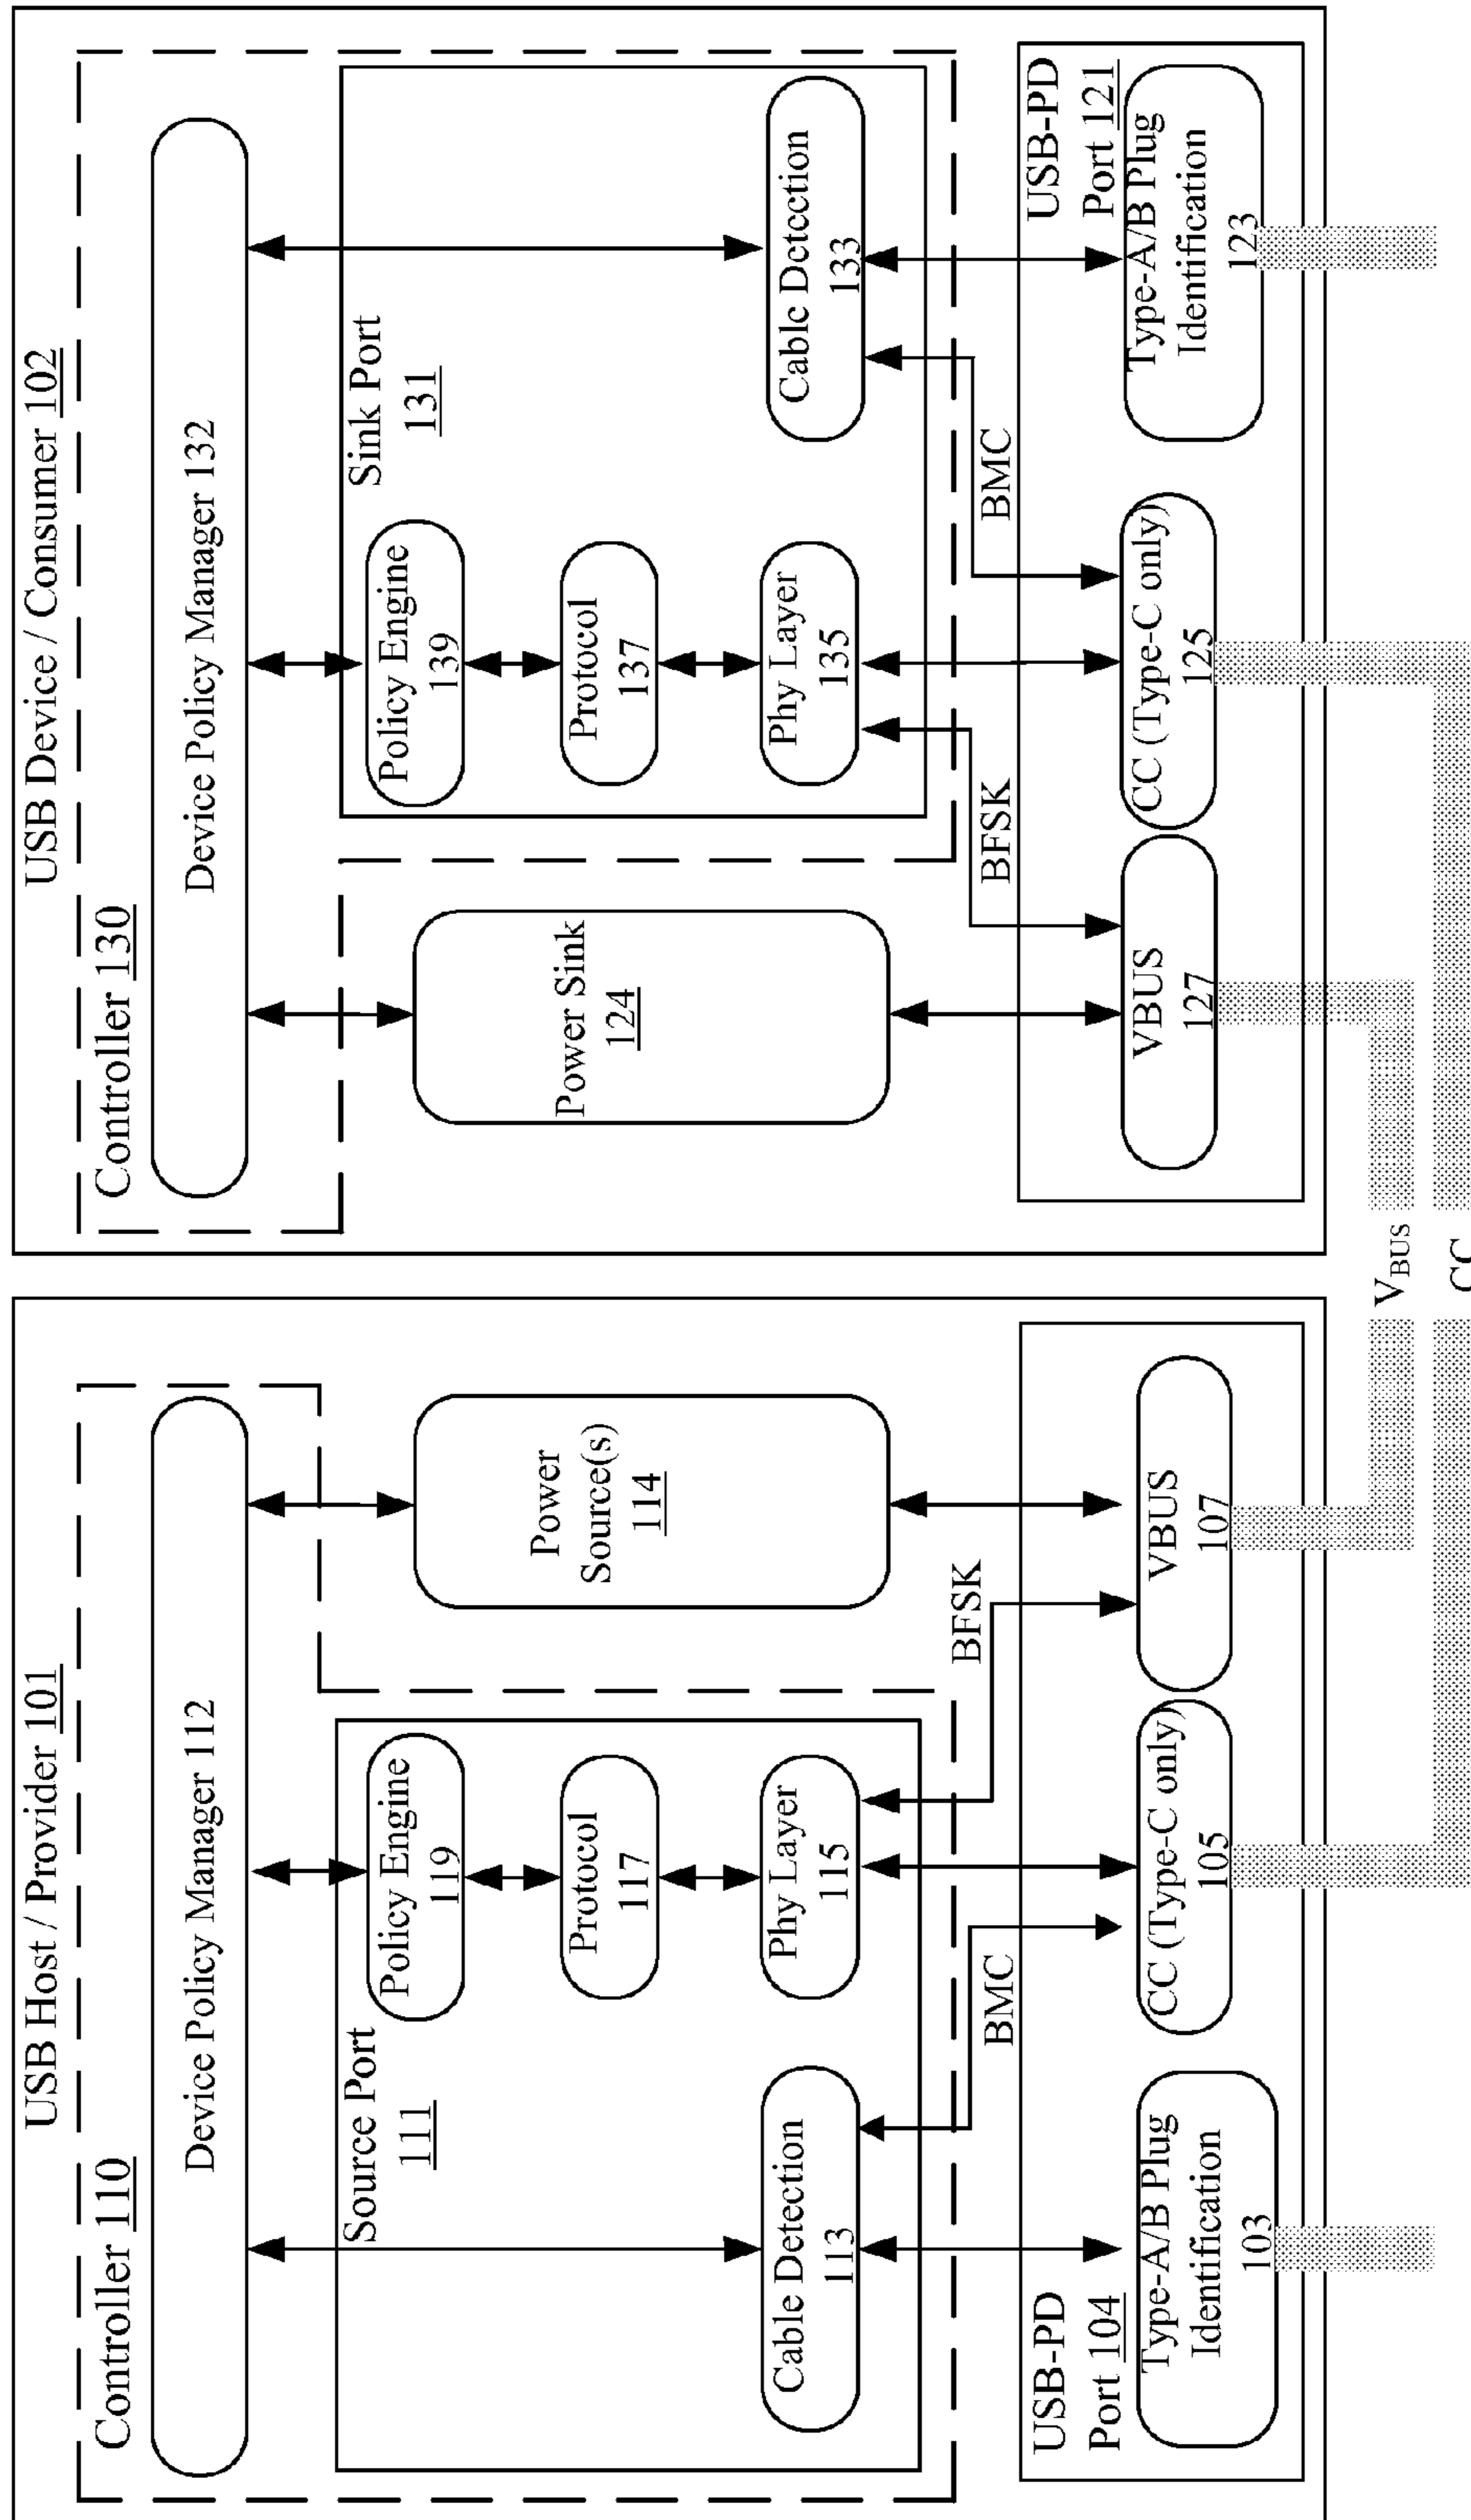 USB Host / Provider 101
Controller 110
Device Policy Manager 112
Source Port
111
Policy Engine
119
Protocol
117
Phy Layer
115
Cable Detection
113
Power
Source(s)
114
BMC
BFSK
USB-PD
Port 104
Type-A/B Plug
Identification
103
CC (Type-C only)
105
VBUS
107
USB Device / Consumer 102
Controller 130
Device Policy Manager 132
Power Sink
124
Sink Port
131
Policy Engine
139
Protocol
137
Phy Layer
135
Cable Detection
133
BFSK
BMC
VBUS
127
CC (Type-C only)
125
USB-PD
Port 121
Type-A/B Plug
Identification
123
VBUS
CC